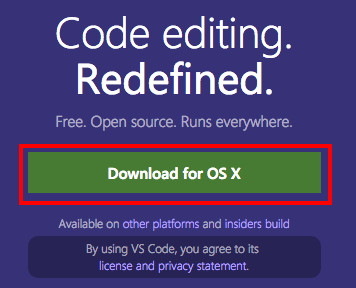 Code editing.
Redefined.
Free. Open source. Runs everywhere.
Download for OS X
Available on other platforms and insiders build
By using VS Code, you agree to its
license and privacy statement.